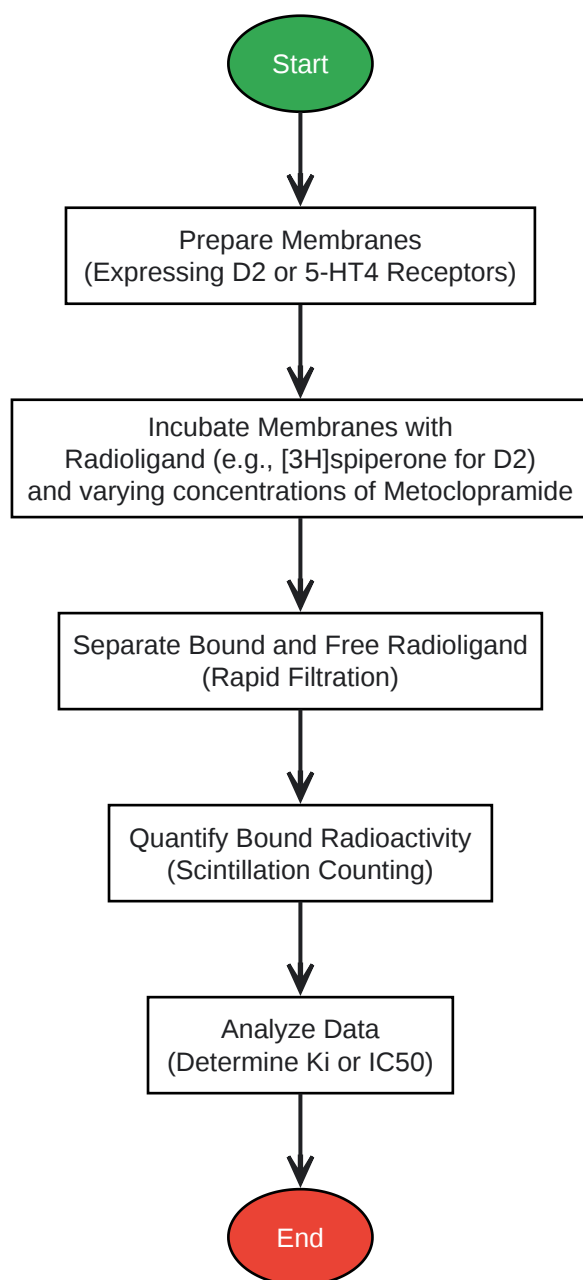 Start
Prepare Membranes
(Expressing D2 or 5-HT4 Receptors)
Incubate Membranes with
Radioligand (e.g., [3H]spiperone for D2)
and varying concentrations of Metoclopramide
Separate Bound and Free Radioligand
(Rapid Filtration)
Quantify Bound Radioactivity
(Scintillation Counting)
Analyze Data
(Determine Ki or IC50)
End